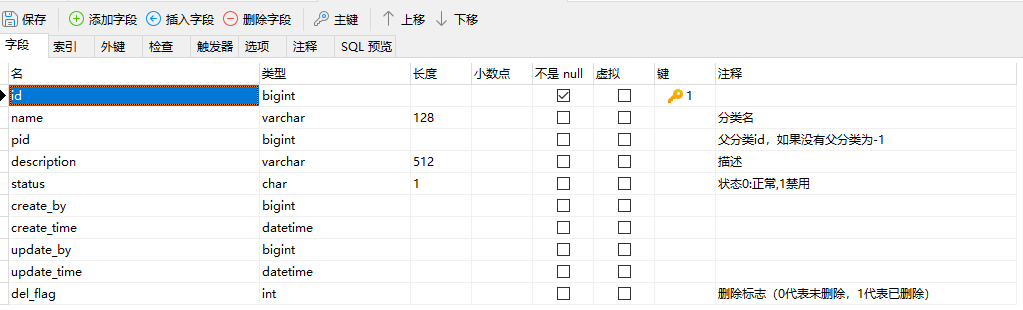 保存 添加字段 插入字段 删除字段 主键 上移 下移
字段 索引 外键 检查 触发器 选项 注释 SQL 预览
名 类型 长度 小数点 不是 null 虚拟 键 注释
id bigint 1
name varchar 128 分类名
pid bigint 父分类id，如果没有父分类为-1
description varchar 512 描述
status char 1 状态0:正常,1禁用
create_by bigint
create_time datetime
update_by bigint
update_time datetime
del_flag int 删除标志（0代表未删除，1代表已删除）